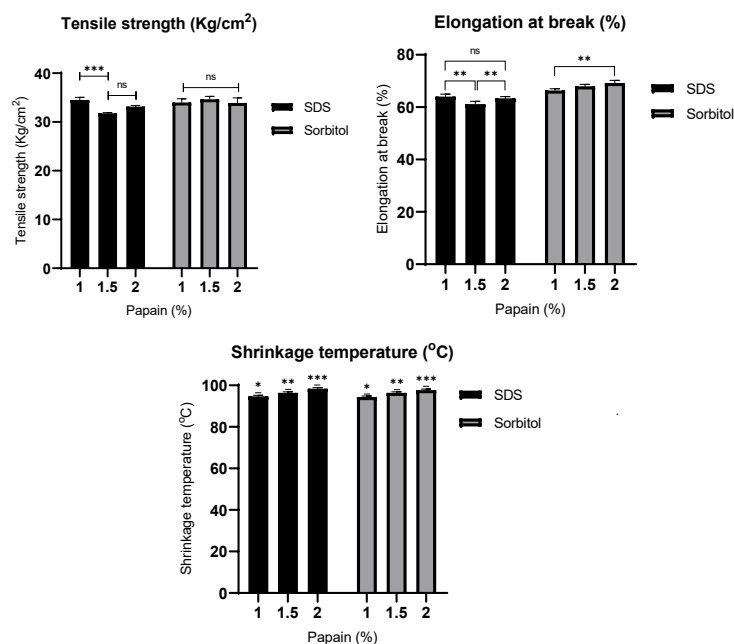 Tensile strength (Kg/cm²)
Tensile strength (Kg/cm²)
40
30
20
10
0
***
ns
ns
1 1.5 2 1 1.5 2
Papain (%)
SDS
Sorbitol
Elongation at break (%)
Elongation at break (%)
80
60
40
20
0
ns
** **
**
1 1.5 2 1 1.5 2
Papain (%)
SDS
Sorbitol
Shrinkage temperature (⁰C)
Shrinkage temperature (⁰C)
100
80
60
40
20
0
* ** *** * ** ***
1 1.5 2 1 1.5 2
Papain (%)
SDS
Sorbitol